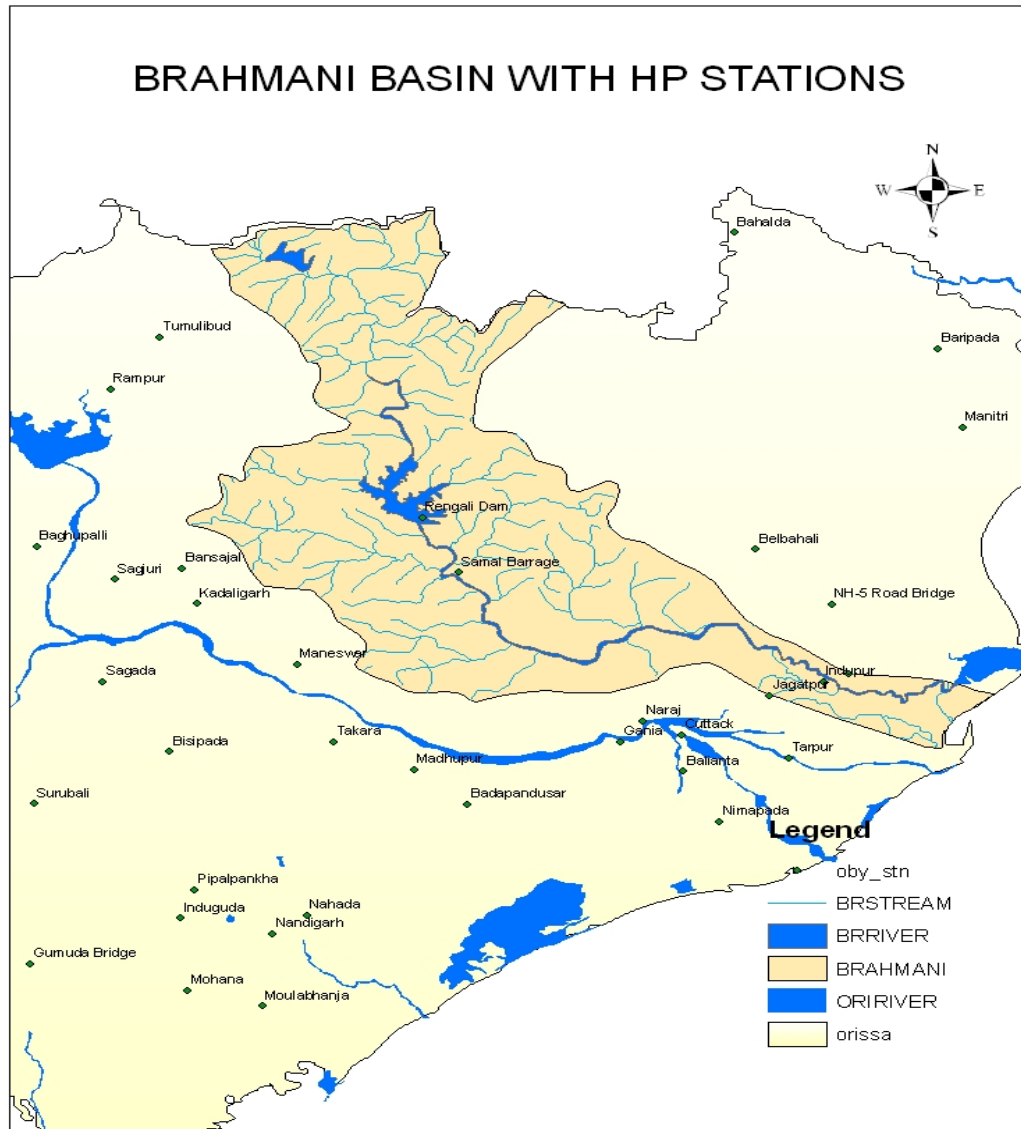 BRAHMANI BASIN WITH HP STATIONS
N
W E
S
Bahalda
Tumulibud
Baripada
Rampur
Manitri
Rengali Dam
Baghupalli
Belbahali
Bansajal
Samal Barrage
Sagjuri
Kadaligarh
NH-5 Road Bridge
Maneswar
Sagada
Indupur
Jagatpur
Naraj
Cuttack
Bisipada
Takara
Gania
Tarpur
Madhupur
Ballanta
Surubali
Badapandusar
Nimapada
Legend
oby_stn
Pipalpankha
BRSTREAM
Induguda
Nahada
Nandigarh
BRRIVER
Gumuda Bridge
BRAHMANI
Mohana
Moulabhanja
ORIRIVER
orissa